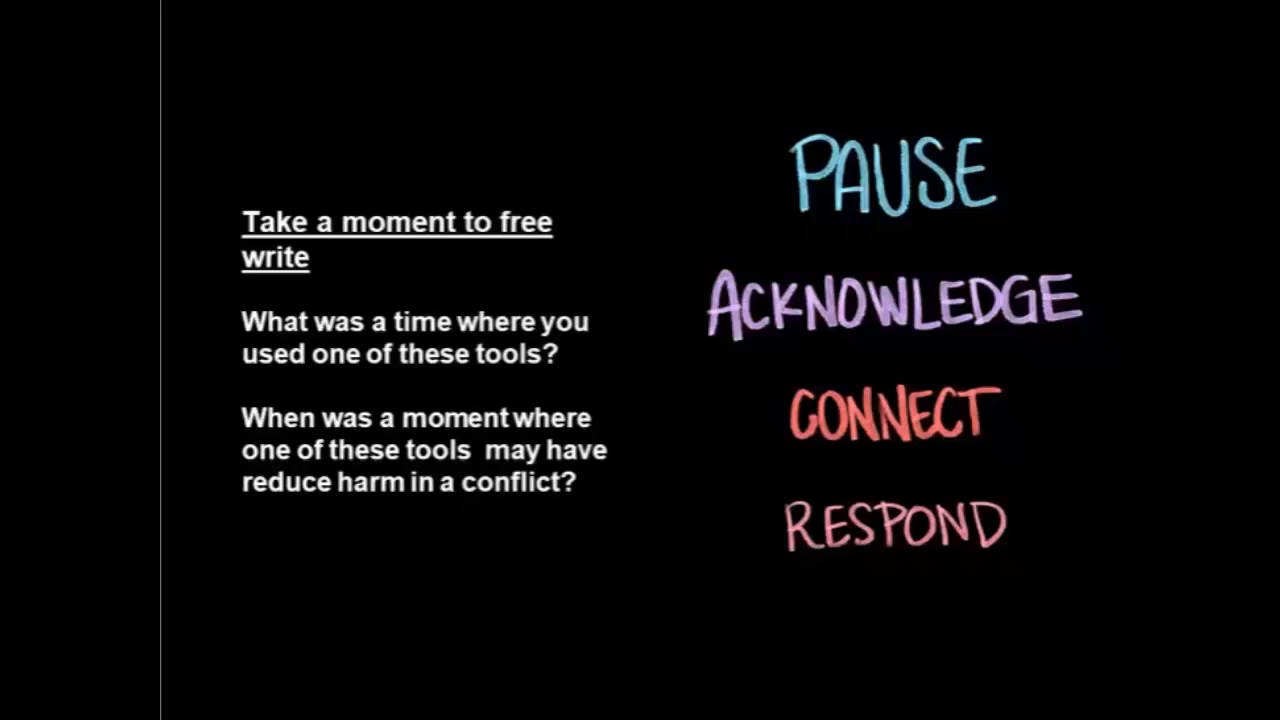 Take a moment to free
write
What was a time where you
used one of these tools?
When was a moment where
one of these tools may have
reduce harm in a conflict?
PAUSE
ACKNOWLEDGE
CONNECT
RESPOND